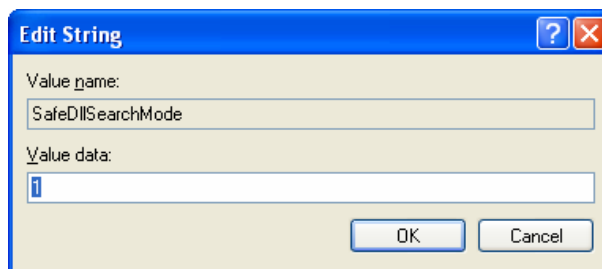 Edit String
Value name:
SafeDllSearchMode
Value data:
1
OK Cancel